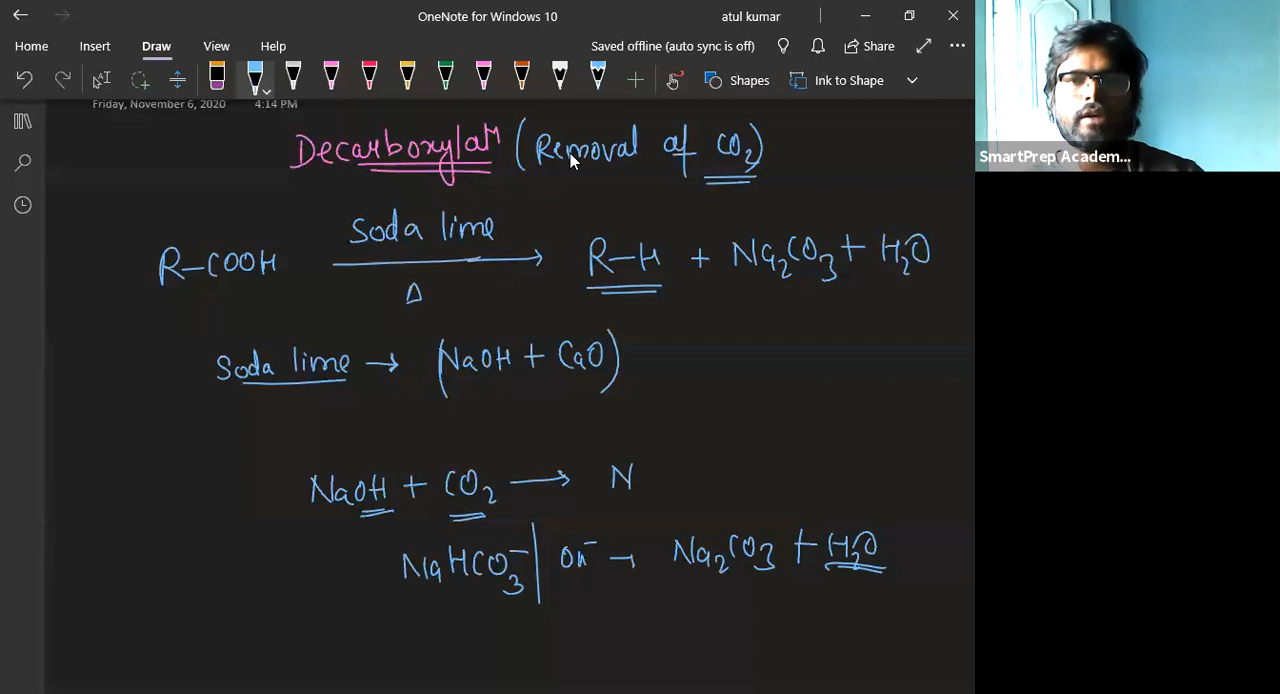 OneNote for Windows 10
atul kumar
Home Insert Draw View Help
Saved offline (auto sync is off)
Share
Shapes
Ink to Shape
Friday, November 6, 2020 4:14 PM
SmartPrep Academ...
Decarboxylatn (Removal of CO2)
Soda lime
R-COOH → R-H + Na2CO3 + H2O
Δ
Soda lime → (NaOH + CaO)
NaOH + CO2 → N
NaHCO3⁻ | OH⁻ → Na2CO3 + H2O